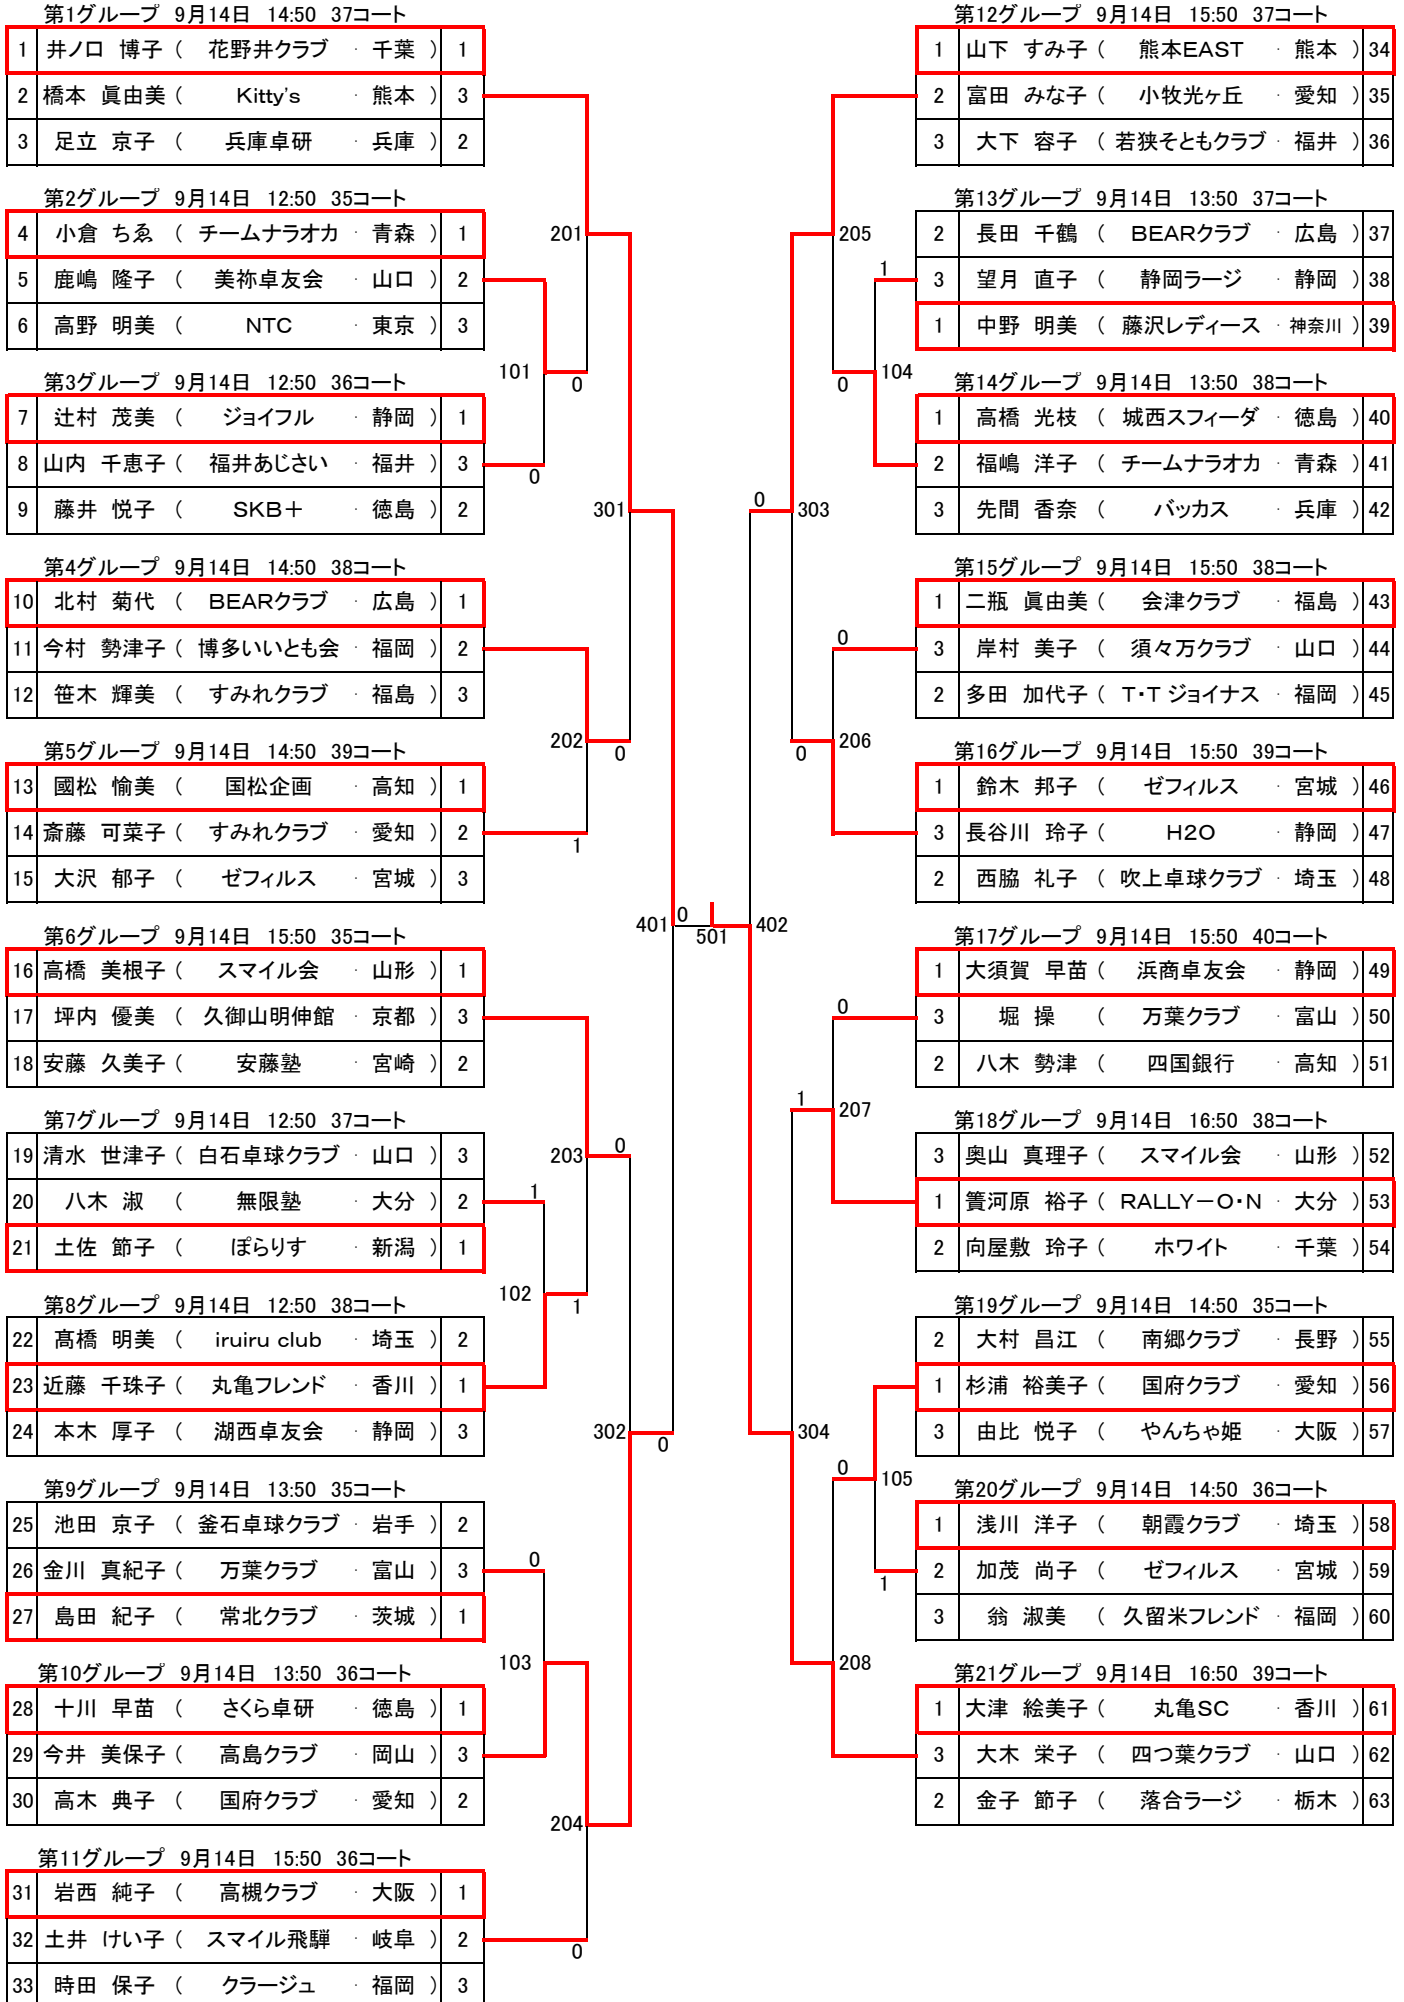 第1グループ 9月14日 14:50 37コート
1 井ノ口 博子 ( 花野井クラブ ・ 千葉 ) 1
2 橋本 眞由美 ( Kitty's ・ 熊本 ) 3
3 足立 京子 ( 兵庫卓研 ・ 兵庫 ) 2
第2グループ 9月14日 12:50 35コート
4 小倉 ちゑ ( チームナラオカ ・ 青森 ) 1
5 鹿嶋 隆子 ( 美祢卓友会 ・ 山口 ) 2
6 高野 明美 ( NTC ・ 東京 ) 3
第3グループ 9月14日 12:50 36コート
7 辻村 茂美 ( ジョイフル ・ 静岡 ) 1
8 山内 千恵子 ( 福井あじさい ・ 福井 ) 3
9 藤井 悦子 ( SKB+ ・ 徳島 ) 2
第4グループ 9月14日 14:50 38コート
10 北村 菊代 ( BEARクラブ ・ 広島 ) 1
11 今村 勢津子 ( 博多いいとも会 ・ 福岡 ) 2
12 笹木 輝美 ( すみれクラブ ・ 福島 ) 3
第5グループ 9月14日 14:50 39コート
13 國松 愉美 ( 国松企画 ・ 高知 ) 1
14 斎藤 可菜子 ( すみれクラブ ・ 愛知 ) 2
15 大沢 郁子 ( ゼフィルス ・ 宮城 ) 3
第6グループ 9月14日 15:50 35コート
16 高橋 美根子 ( スマイル会 ・ 山形 ) 1
17 坪内 優美 ( 久御山明伸館 ・ 京都 ) 3
18 安藤 久美子 ( 安藤塾 ・ 宮崎 ) 2
第7グループ 9月14日 12:50 37コート
19 清水 世津子 ( 白石卓球クラブ ・ 山口 ) 3
20 八木 淑 ( 無限塾 ・ 大分 ) 2
21 土佐 節子 ( ぽらりす ・ 新潟 ) 1
第8グループ 9月14日 12:50 38コート
22 髙橋 明美 ( iruiru club ・ 埼玉 ) 2
23 近藤 千珠子 ( 丸亀フレンド ・ 香川 ) 1
24 本木 厚子 ( 湖西卓友会 ・ 静岡 ) 3
第9グループ 9月14日 13:50 35コート
25 池田 京子 ( 釜石卓球クラブ ・ 岩手 ) 2
26 金川 真紀子 ( 万葉クラブ ・ 富山 ) 3
27 島田 紀子 ( 常北クラブ ・ 茨城 ) 1
第10グループ 9月14日 13:50 36コート
28 十川 早苗 ( さくら卓研 ・ 徳島 ) 1
29 今井 美保子 ( 高島クラブ ・ 岡山 ) 3
30 高木 典子 ( 国府クラブ ・ 愛知 ) 2
第11グループ 9月14日 15:50 36コート
31 岩西 純子 ( 高槻クラブ ・ 大阪 ) 1
32 土井 けい子 ( スマイル飛騨 ・ 岐阜 ) 2
33 時田 保子 ( クラージュ ・ 福岡 ) 3
201
101
0
0
301
202
0
1
401
0
501
402
203
0
1
102
1
302
0
0
103
204
0
205
1
0
104
0
303
0
0
206
0
1
207
304
0
105
1
208
第12グループ 9月14日 15:50 37コート
1 山下 すみ子 ( 熊本EAST ・ 熊本 ) 34
2 富田 みな子 ( 小牧光ヶ丘 ・ 愛知 ) 35
3 大下 容子 ( 若狭そともクラブ ・ 福井 ) 36
第13グループ 9月14日 13:50 37コート
2 長田 千鶴 ( BEARクラブ ・ 広島 ) 37
3 望月 直子 ( 静岡ラージ ・ 静岡 ) 38
1 中野 明美 ( 藤沢レディース ・ 神奈川 ) 39
第14グループ 9月14日 13:50 38コート
1 高橋 光枝 ( 城西スフィーダ ・ 徳島 ) 40
2 福嶋 洋子 ( チームナラオカ ・ 青森 ) 41
3 先間 香奈 ( バッカス ・ 兵庫 ) 42
第15グループ 9月14日 15:50 38コート
1 二瓶 眞由美 ( 会津クラブ ・ 福島 ) 43
3 岸村 美子 ( 須々万クラブ ・ 山口 ) 44
2 多田 加代子 ( T・T ジョイナス ・ 福岡 ) 45
第16グループ 9月14日 15:50 39コート
1 鈴木 邦子 ( ゼフィルス ・ 宮城 ) 46
3 長谷川 玲子 ( H2O ・ 静岡 ) 47
2 西脇 礼子 ( 吹上卓球クラブ ・ 埼玉 ) 48
第17グループ 9月14日 15:50 40コート
1 大須賀 早苗 ( 浜商卓友会 ・ 静岡 ) 49
3 堀 操 ( 万葉クラブ ・ 富山 ) 50
2 八木 勢津 ( 四国銀行 ・ 高知 ) 51
第18グループ 9月14日 16:50 38コート
3 奥山 真理子 ( スマイル会 ・ 山形 ) 52
1 簀河原 裕子 ( RALLY-O・N ・ 大分 ) 53
2 向屋敷 玲子 ( ホワイト ・ 千葉 ) 54
第19グループ 9月14日 14:50 35コート
2 大村 昌江 ( 南郷クラブ ・ 長野 ) 55
1 杉浦 裕美子 ( 国府クラブ ・ 愛知 ) 56
3 由比 悦子 ( やんちゃ姫 ・ 大阪 ) 57
第20グループ 9月14日 14:50 36コート
1 浅川 洋子 ( 朝霞クラブ ・ 埼玉 ) 58
2 加茂 尚子 ( ゼフィルス ・ 宮城 ) 59
3 翁 淑美 ( 久留米フレンド ・ 福岡 ) 60
第21グループ 9月14日 16:50 39コート
1 大津 絵美子 ( 丸亀SC ・ 香川 ) 61
3 大木 栄子 ( 四つ葉クラブ ・ 山口 ) 62
2 金子 節子 ( 落合ラージ ・ 栃木 ) 63